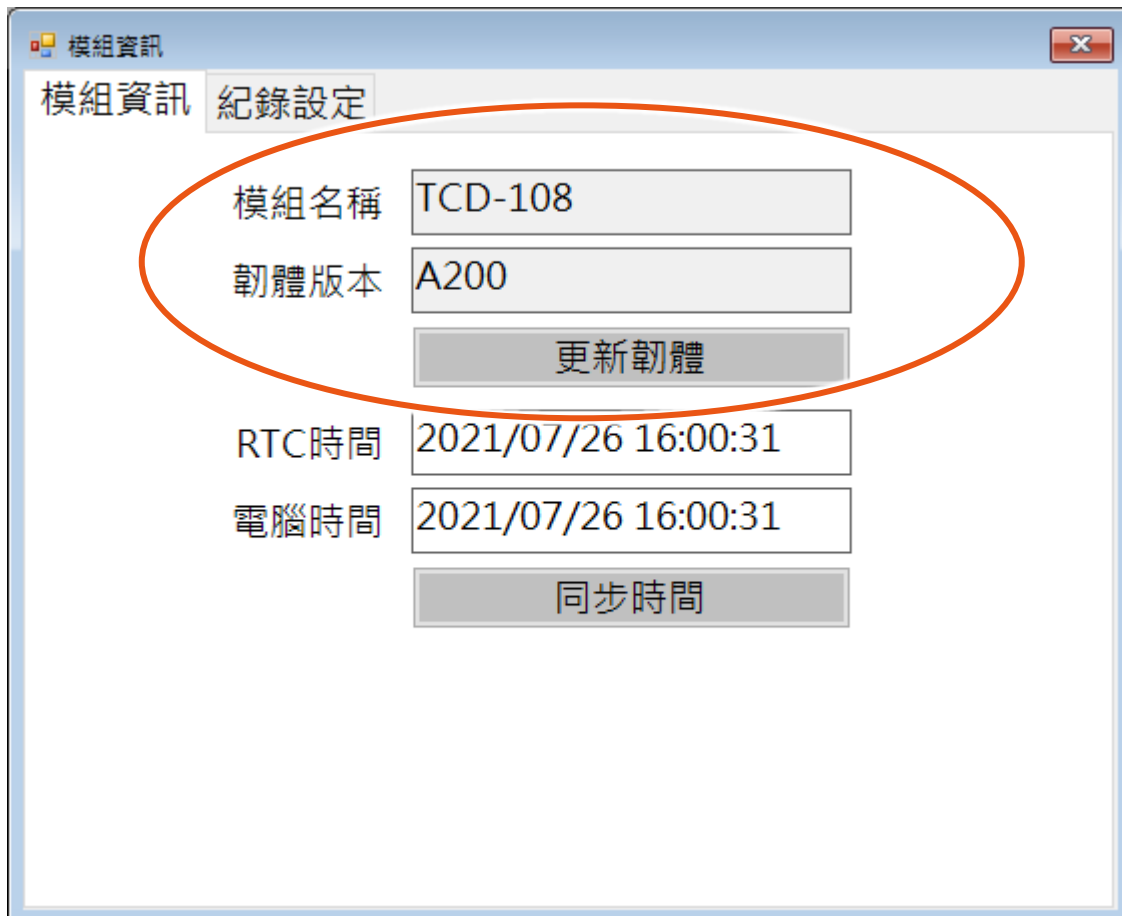 模組資訊
模組資訊 紀錄設定
模組名稱 TCD-108
韌體版本 A200
更新韌體
RTC時間 2021/07/26 16:00:31
電腦時間 2021/07/26 16:00:31
同步時間